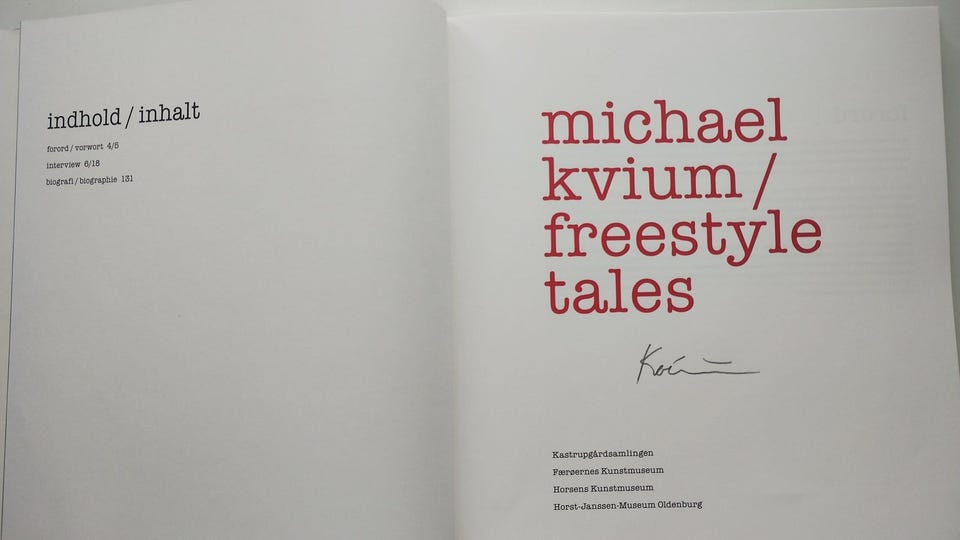 indhold / inhalt
forord / vorwort 4/5
interview 6/18
biografi / biographie 131
michael
kvium /
freestyle
tales
Kvium
Kastrupgårdsamlingen
Færøernes Kunstmuseum
Horsens Kunstmuseum
Horst-Janssen-Museum Oldenburg